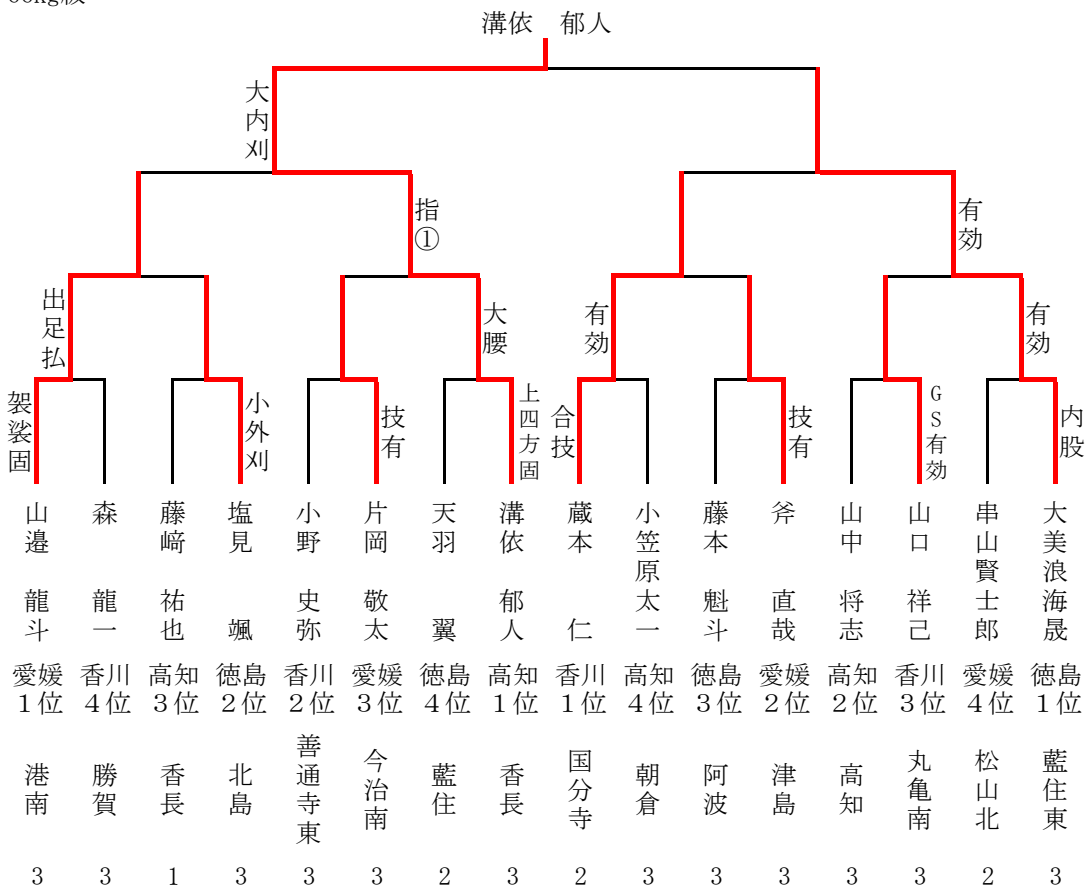 溝依 郁人
大内刈
指①
有効
出足払
大腰
有効
有効
袈裟固
小外刈
技有
上四方固
合技
技有
GS有効
内股
山邉 龍斗
森 龍一
藤﨑 祐也
塩見 颯
小野 史弥
片岡 敬太
天羽 翼
溝依 郁人
蔵本 仁
小笠原太一
藤本 魁斗
斧 直哉
山中 将志
山口 祥己
串山賢士郎
大美浪海晟
愛媛 香川 高知 徳島 香川 愛媛 徳島 高知 香川 高知 徳島 愛媛 高知 香川 愛媛 徳島
1位 4位 3位 2位 2位 3位 4位 1位 1位 4位 3位 2位 2位 3位 4位 1位
港南
勝賀
香長
北島
善通寺東
今治南
藍住
香長
国分寺
朝倉
阿波
津島
高知
丸亀南
松山北
藍住東
3 3 1 3 3 3 2 3 2 3 3 3 3 3 2 3